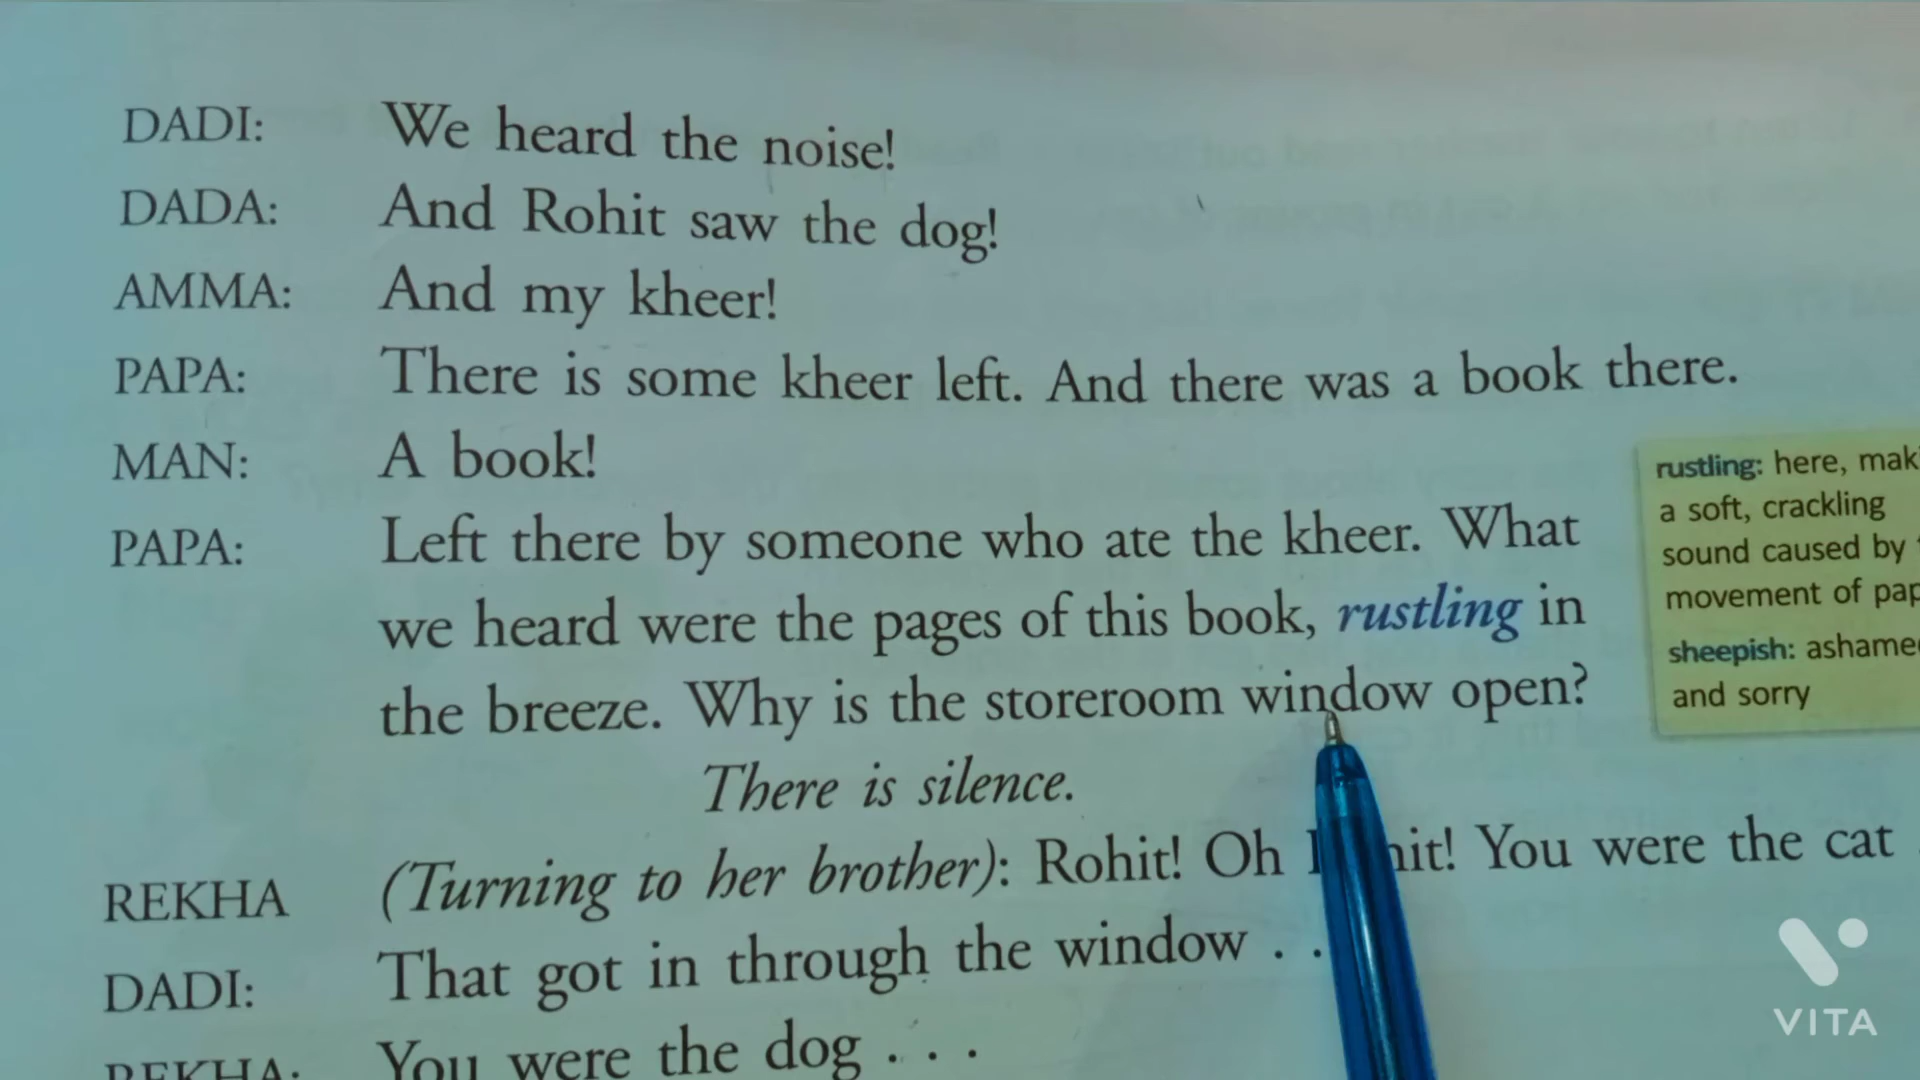 DADI: We heard the noise!
DADA: And Rohit saw the dog!
AMMA: And my kheer!
PAPA: There is some kheer left. And there was a book there.
MAN: A book!
PAPA: Left there by someone who ate the kheer. What
we heard were the pages of this book, rustling in
the breeze. Why is the storeroom window open?
There is silence.
REKHA (Turning to her brother): Rohit! Oh You were the cat
DADI: That got in through the window . .
REKHA: You were the dog . . .
rustling: here,
a soft, crackling
sound caused by
movement of
sheepish:
and sorry
VITA